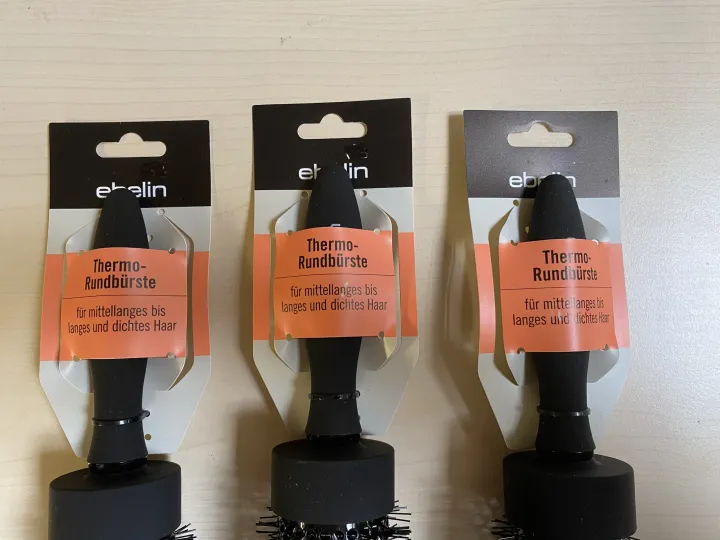 ebelin
Thermo-
Rundbürste
für mittellanges bis
langes und dichtes Haar
ebelin
Thermo-
Rundbürste
für mittellanges bis
langes und dichtes Haar
ebelin
Thermo-
Rundbürste
für mittellanges bis
langes und dichtes Haar